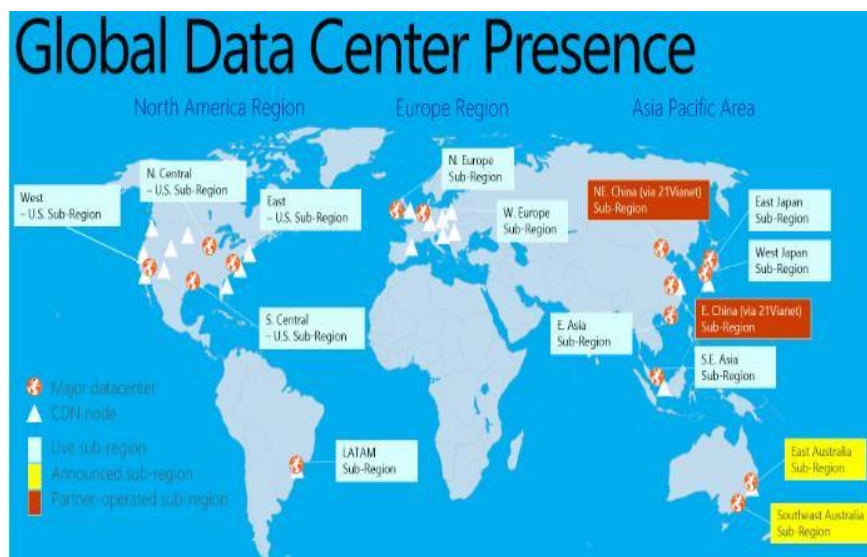 Global Data Center Presence
North America Region
Europe Region
Asia Pacific Area
N. Central
– U.S. Sub-Region
West
– U.S. Sub-Region
East
– U.S. Sub-Region
S. Central
– U.S. Sub-Region
N. Europe
Sub-Region
W. Europe
Sub-Region
NE. China (via 21Vianet)
Sub-Region
East Japan
Sub-Region
West Japan
Sub-Region
E. China (via 21Vianet)
Sub-Region
E. Asia
Sub-Region
S.E. Asia
Sub-Region
LATAM
Sub-Region
East Australia
Sub-Region
Southeast Australia
Sub-Region
Major datacenter
CDN node
Live sub-region
Announced sub-region
Partner-operated sub-region